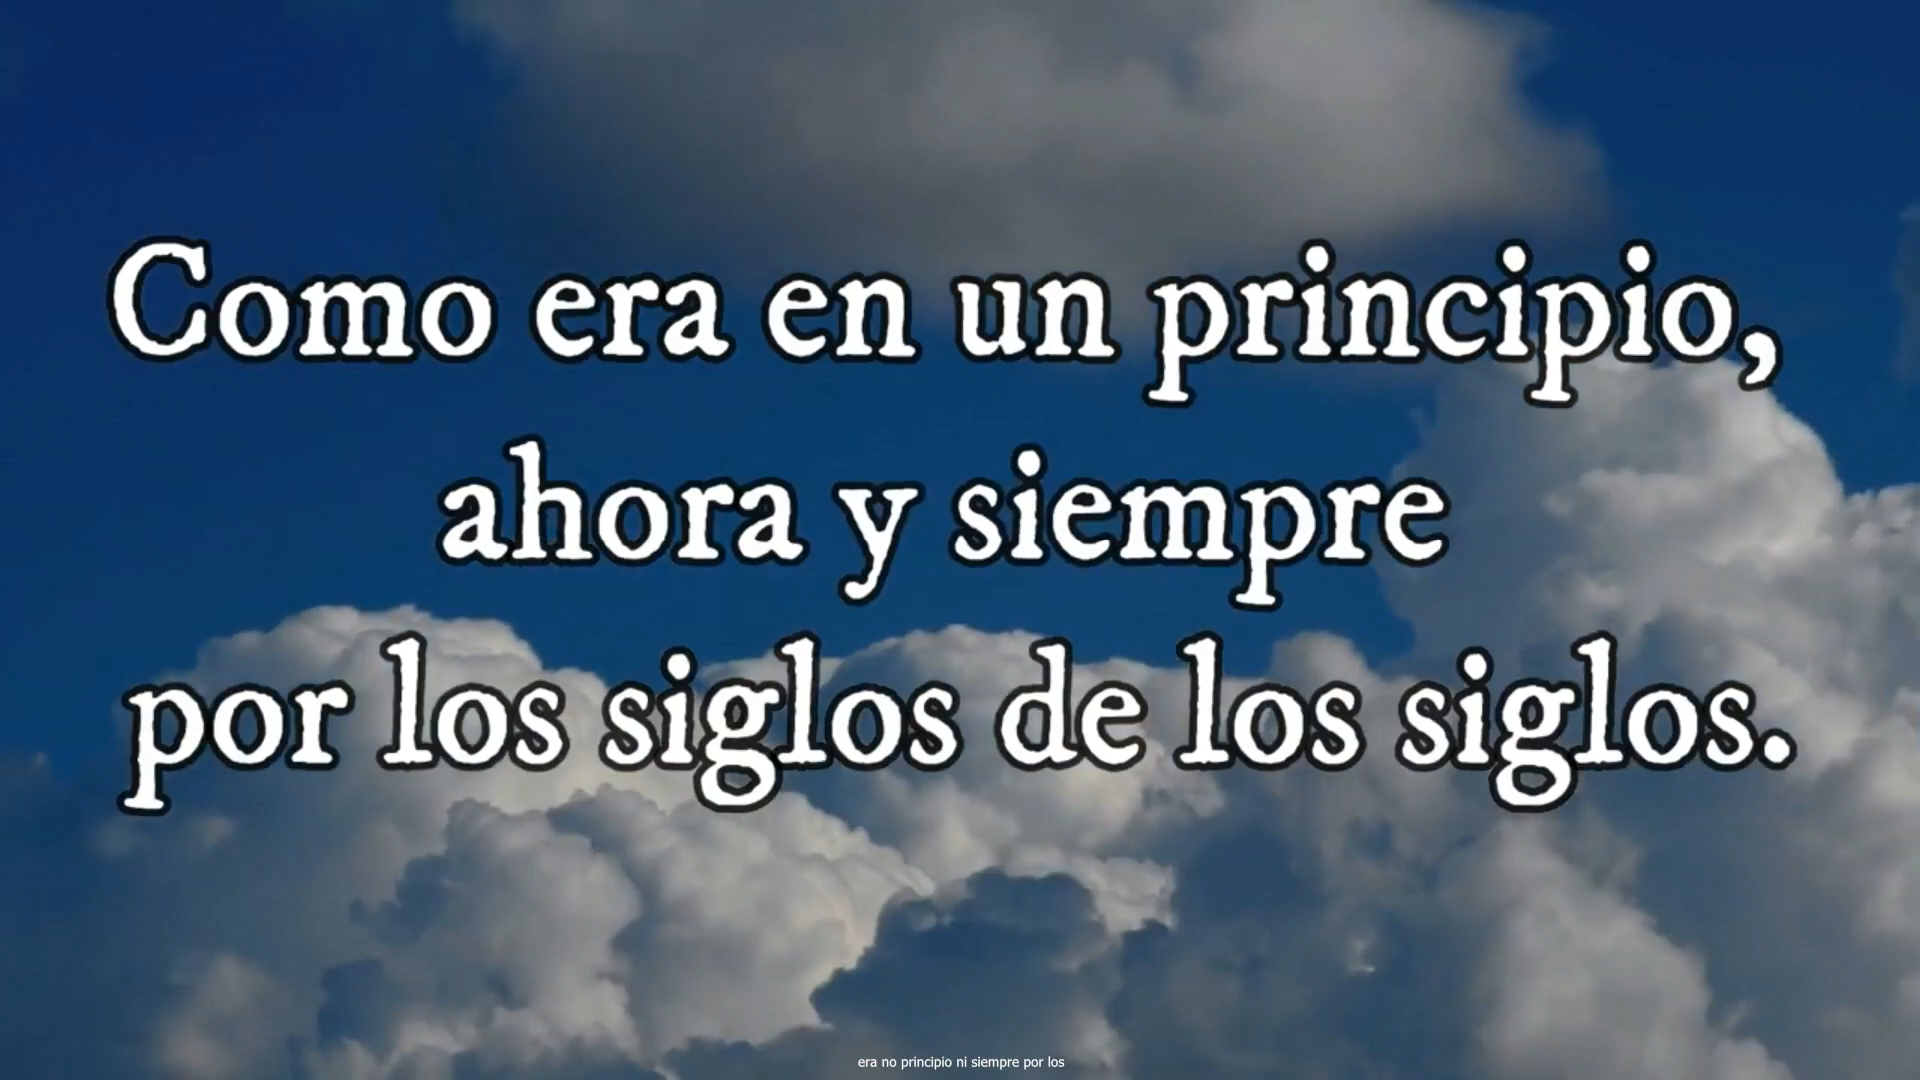 Como era en un principio,
ahora y siempre
por los siglos de los siglos.
era no principio ni siempre por los